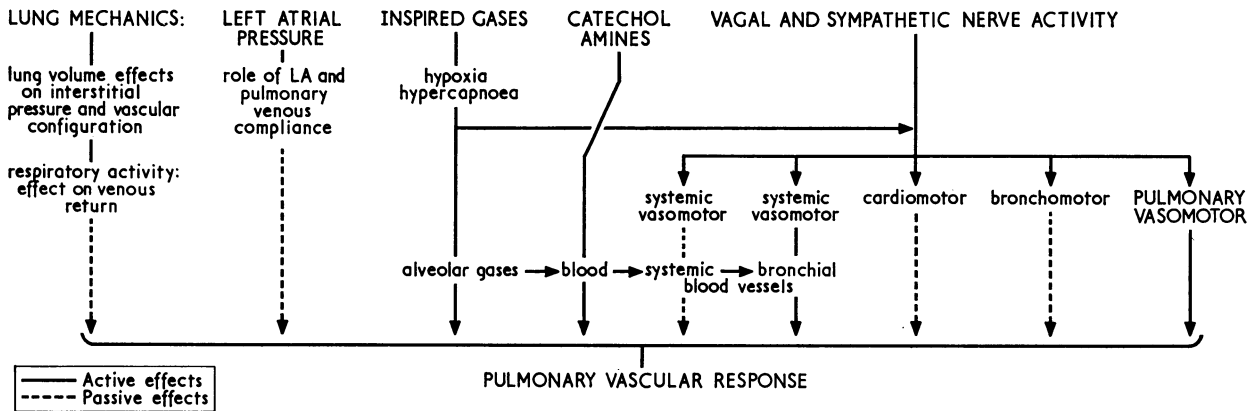 LUNG MECHANICS:
lung volume effects
on interstitial
pressure and vascular
configuration
respiratory activity:
effect on venous
return
LEFT ATRIAL
PRESSURE
role of LA and
pulmonary
venous
compliance
INSPIRED GASES
hypoxia
hypercapnoea
CATECHOL
AMINES
VAGAL AND SYMPATHETIC NERVE ACTIVITY
systemic
vasomotor
systemic
vasomotor
cardiomotor
bronchomotor
PULMONARY
VASOMOTOR
alveolar gases
blood
systemic
bronchial
blood vessels
PULMONARY VASCULAR RESPONSE
Active effects
Passive effects